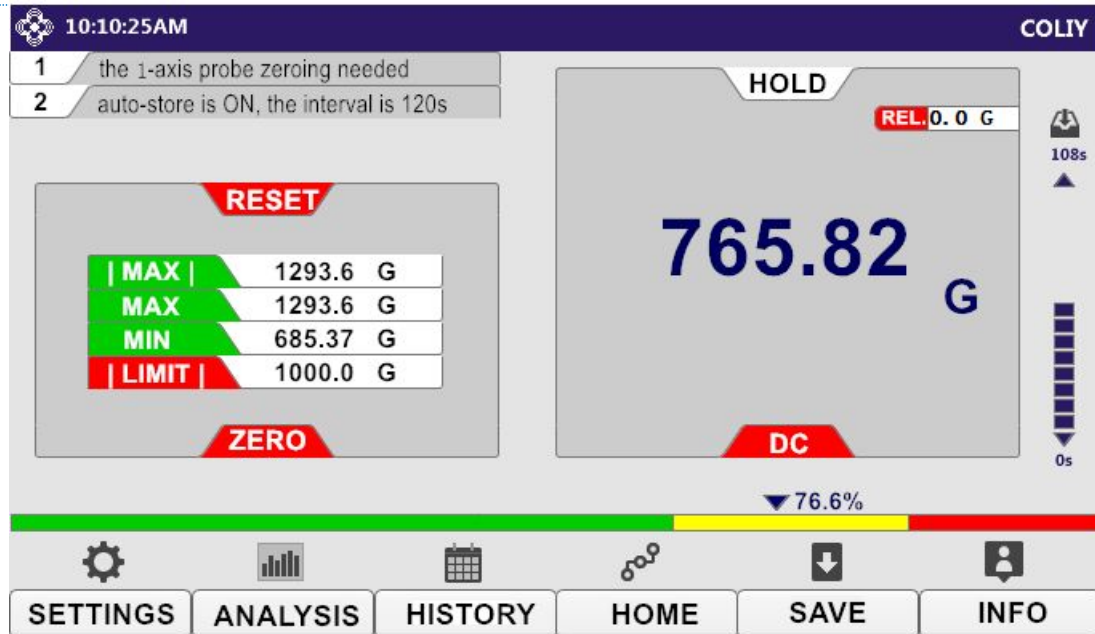 10:10:25AM COLIY
1 the 1-axis probe zeroing needed
2 auto-store is ON, the interval is 120s
HOLD
REL. 0.0 G
108s
RESET
| MAX | 1293.6 G
MAX 1293.6 G
MIN 685.37 G
| LIMIT | 1000.0 G
ZERO
765.82 G
DC
0s
76.6%
SETTINGS ANALYSIS HISTORY HOME SAVE INFO